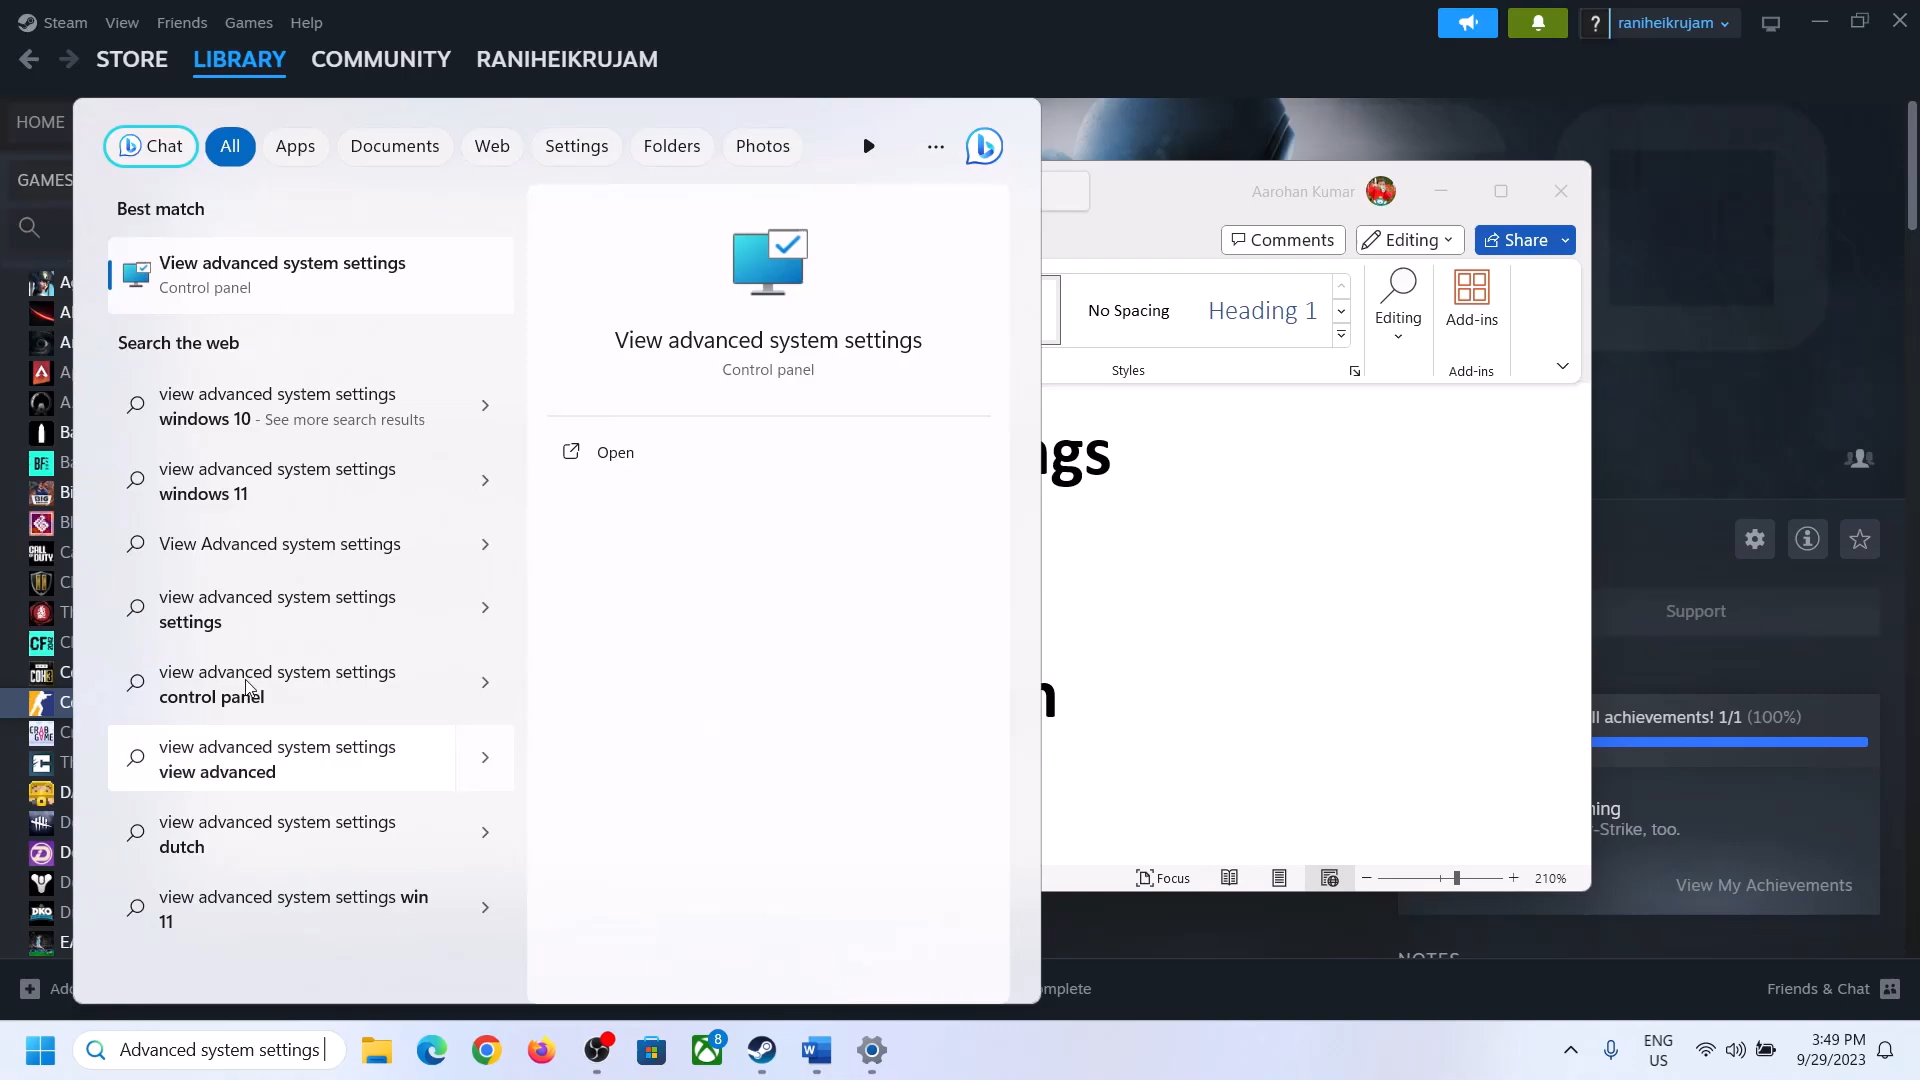 Steam View Friends Games Help
raniheikrujam
STORE LIBRARY COMMUNITY RANIHEIKRUJAM
HOME
GAMES
Chat All Apps Documents Web Settings Folders Photos
Best match
View advanced system settings
Control panel
Search the web
view advanced system settings
windows 10 - See more search results
view advanced system settings
windows 11
View Advanced system settings
view advanced system settings
settings
view advanced system settings
control panel
view advanced system settings
view advanced
view advanced system settings
dutch
view advanced system settings win
11
View advanced system settings
Control panel
Open
Aarohan Kumar
Comments Editing Share
No Spacing Heading 1
Editing
Add-ins
Styles
Add-ins
ngs
n
Focus
210%
Support
ll achievements! 1/1 (100%)
ning
-Strike, too.
View My Achievements
NOTES
Add
mplete
Friends & Chat
Advanced system settings
8
ENG
US
3:49 PM
9/29/2023